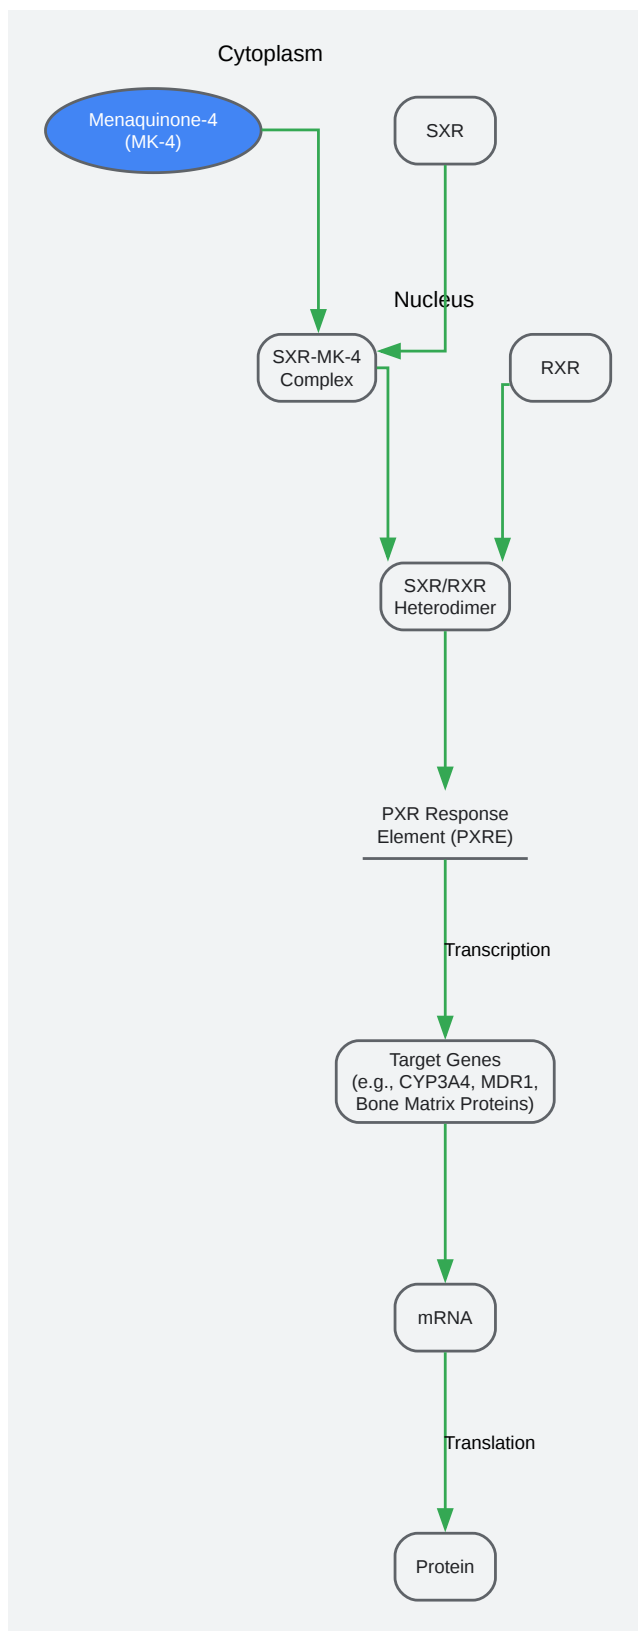 Cytoplasm
Menaquinone-4
(MK-4)
SXR
Nucleus
SXR-MK-4
Complex
RXR
SXR/RXR
Heterodimer
PXR Response
Element (PXRE)
Transcription
Target Genes
(e.g., CYP3A4, MDR1,
Bone Matrix Proteins)
mRNA
Translation
Protein